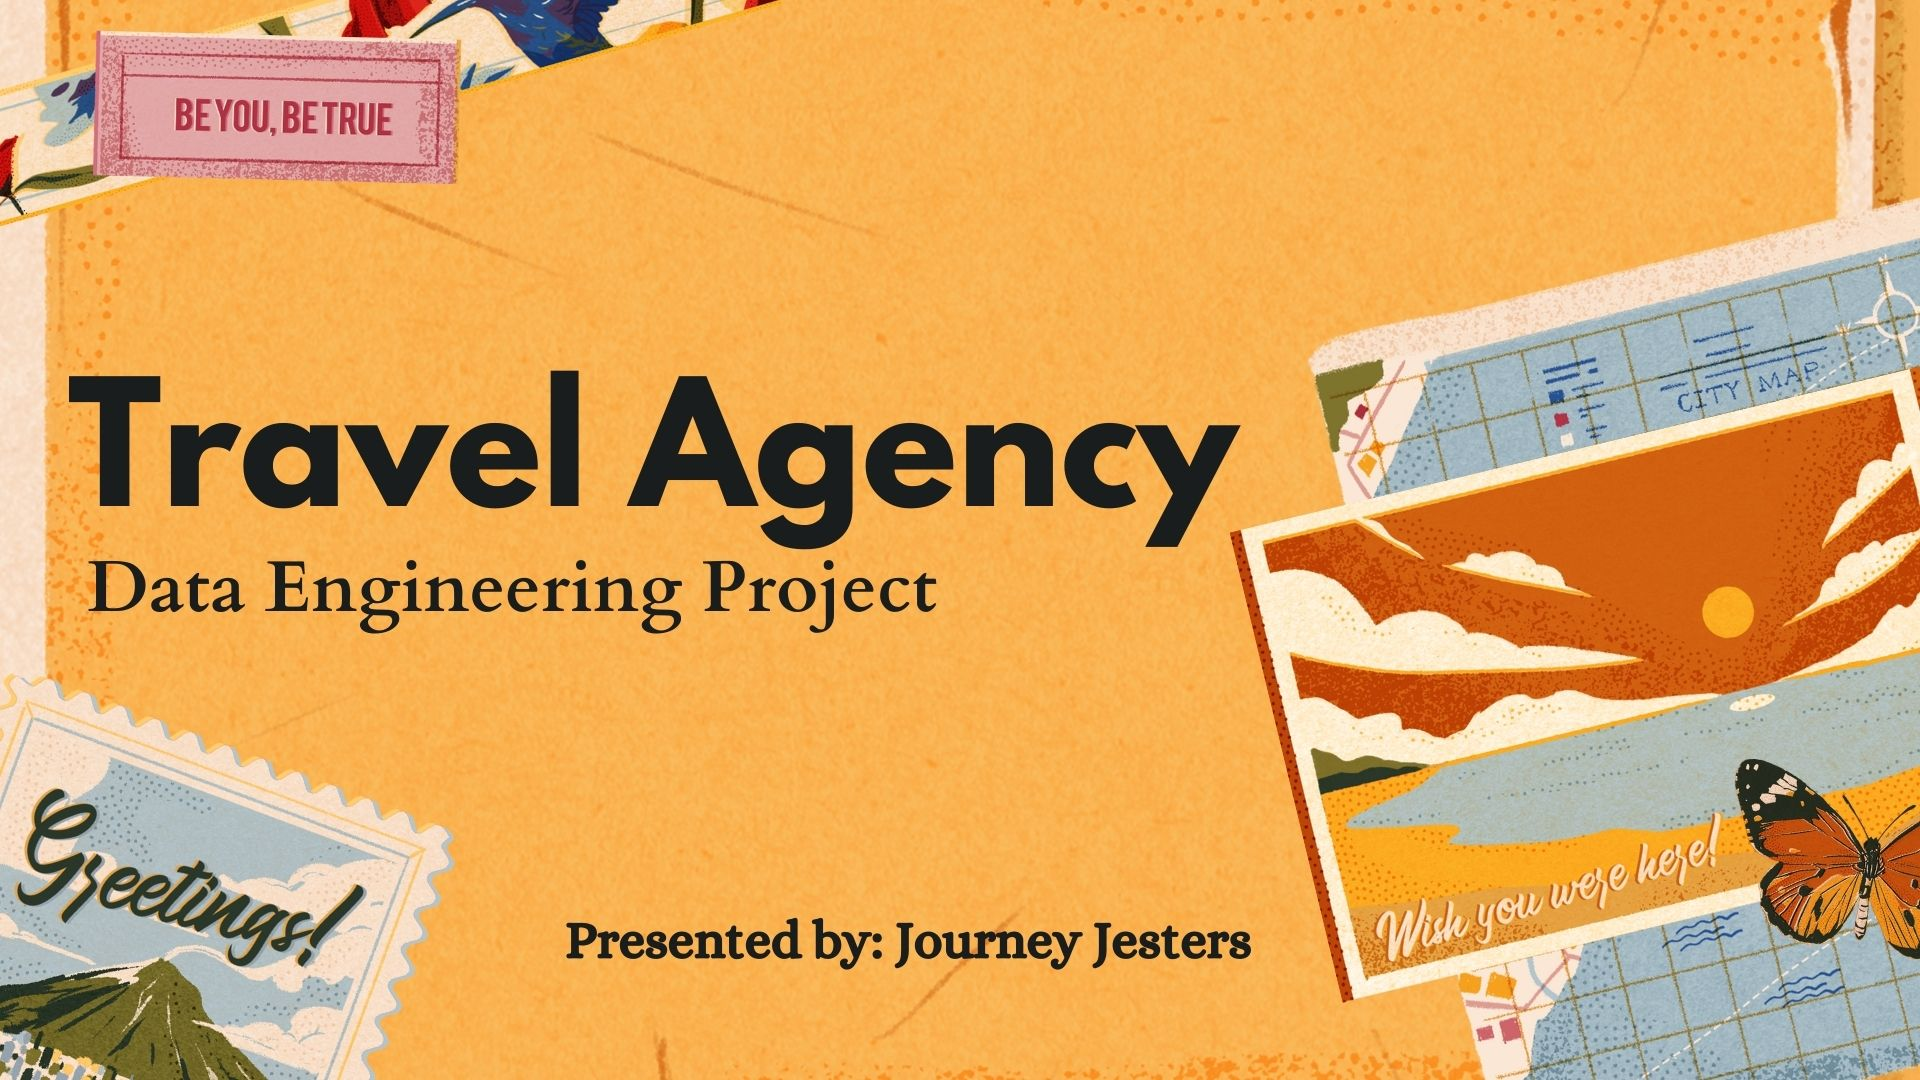 BE YOU, BE TRUE
CITY MAP
Travel Agency
Data Engineering Project
Greetings!
Wish you were here!
Presented by: Journey Jesters